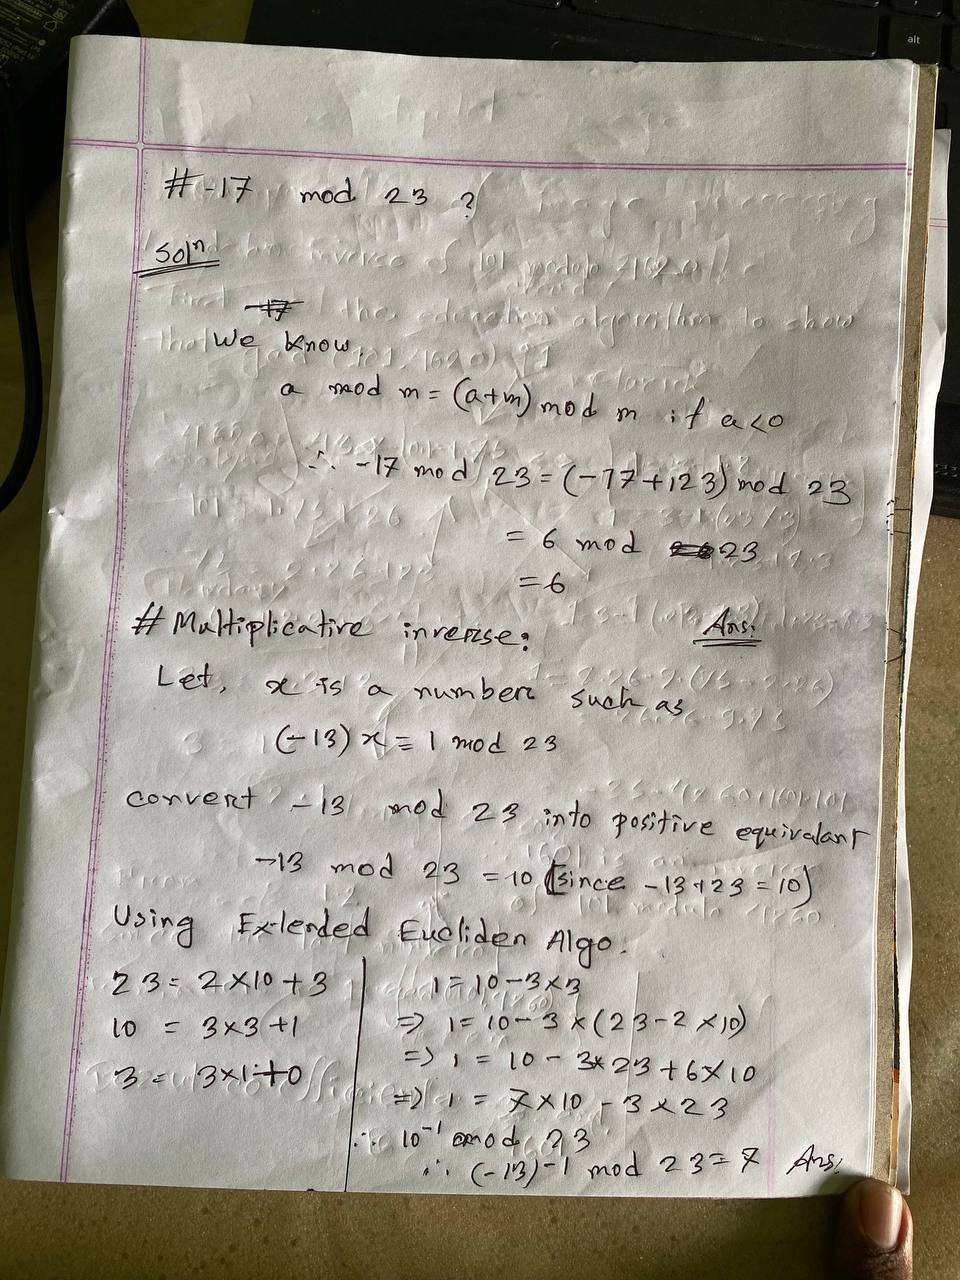 alt
# -17 mod 23 ?
Solⁿ
We know,
a mod m = (a+m) mod m if a<0
∴ -17 mod 23 = (-17+23) mod 23
= 6 mod 23
= 6
Ans:
# Multiplicative inverse:
Let, x is a number such as
(-13) x = 1 mod 23
convert -13 mod 23 into positive equivalant
-13 mod 23 = 10 (since -13+23 = 10)
Using Extended Eucliden Algo.
23 = 2×10 + 3
10 = 3×3 +1
3 = 3×1+0
1 = 10-3×3
=> 1 = 10 - 3 × (23-2×10)
=> 1 = 10 - 3×23 + 6×10
=> 1 = 7×10 - 3×23
∴ 10⁻¹ mod 23
∴ (-13)⁻¹ mod 23 = 7 Ans: